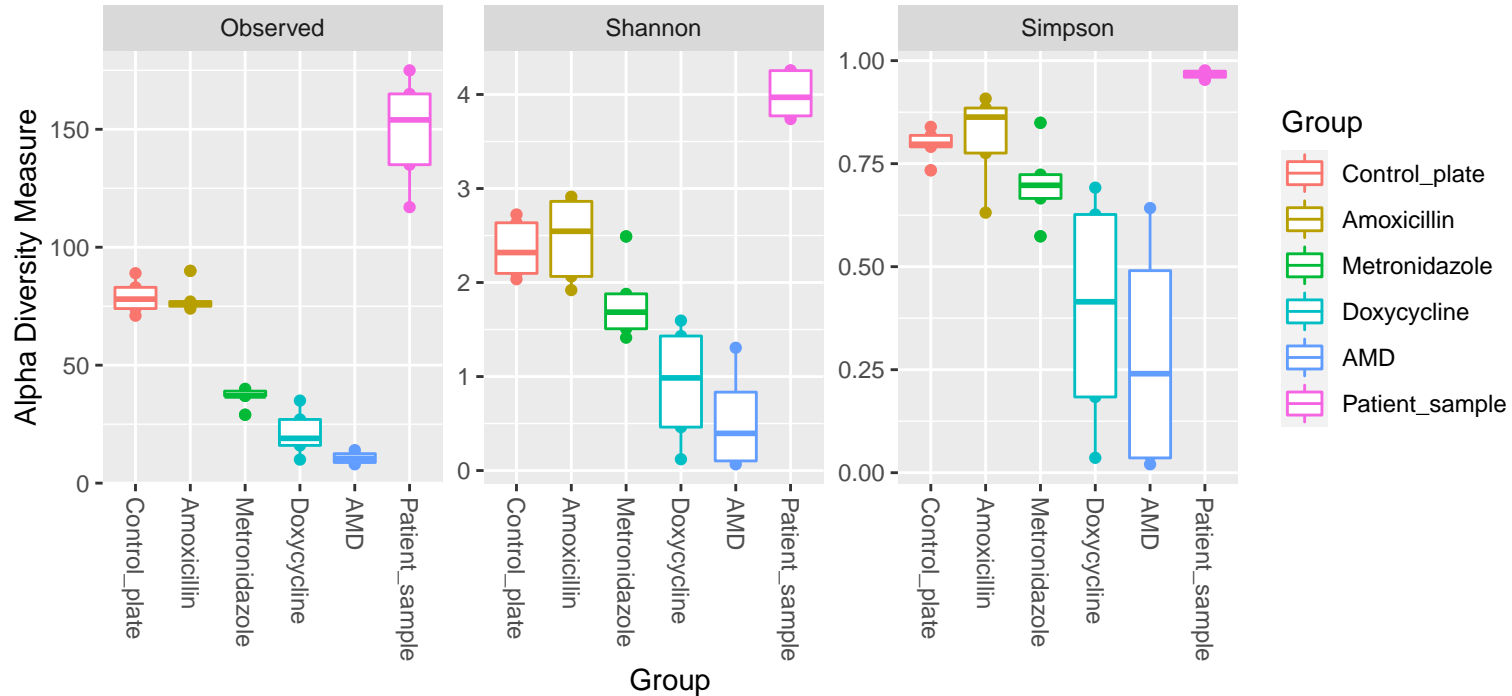 Observed
Shannon
Simpson
Alpha Diversity Measure
0
50
100
150
0
1
2
3
4
0.00
0.25
0.50
0.75
1.00
Control_plate
Amoxicillin
Metronidazole
Doxycycline
AMD
Patient_sample
Control_plate
Amoxicillin
Metronidazole
Doxycycline
AMD
Patient_sample
Control_plate
Amoxicillin
Metronidazole
Doxycycline
AMD
Patient_sample
Group
Group
Control_plate
Amoxicillin
Metronidazole
Doxycycline
AMD
Patient_sample